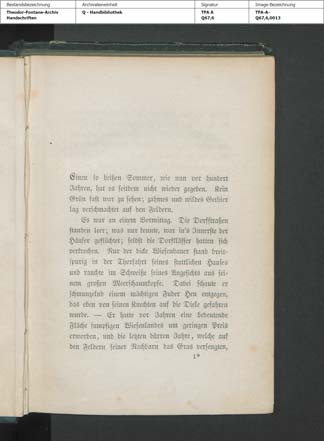 Bestandsbezeichnung Archivalieneinheit Signatur Image-Bezeichnung
Theodor-Fontane-Archiv Q - Handbibliothek TFA A TFA-A-
Handschriften Q67,6 Q67,6,0013
Einen so heißen Sommer, wie nun vor hundert
Jahren, hat es seitdem nicht wieder gegeben. Kein
Grün fast war zu sehen; zahmes und wildes Gethier
lag verschmachtet auf den Feldern.
Es war an einem Vormittag. Die Dorfstraßen
standen leer; was nur konnte, war in's Innerste der
Häuser geflüchtet; selbst die Dorfkläffer hatten sich
verkrochen. Nur der dicke Wiesenbauer stand breit-
spurig in der Thorfahrt seines stattlichen Hauses
und rauchte im Schweiße seines Angesichts aus sei-
nem großen Meerschaumkopfe. Dabei schaute er
schmunzelnd einem mächtigen Fuder Heu entgegen,
das eben von seinen Knechten auf die Diele gefahren
wurde. — Er hatte vor Jahren eine bedeutende
Fläche sumpfigen Wiesenlandes um geringen Preis
erworben, und die letzten dürren Jahre, welche auf
den Feldern seiner Nachbarn das Gras versengten,
1*